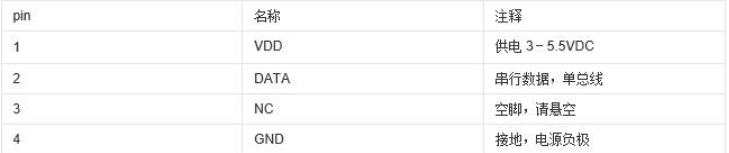 pin 名称 注释
1 VDD 供电 3－5.5VDC
2 DATA 串行数据，单总线
3 NC 空脚，请悬空
4 GND 接地，电源负极